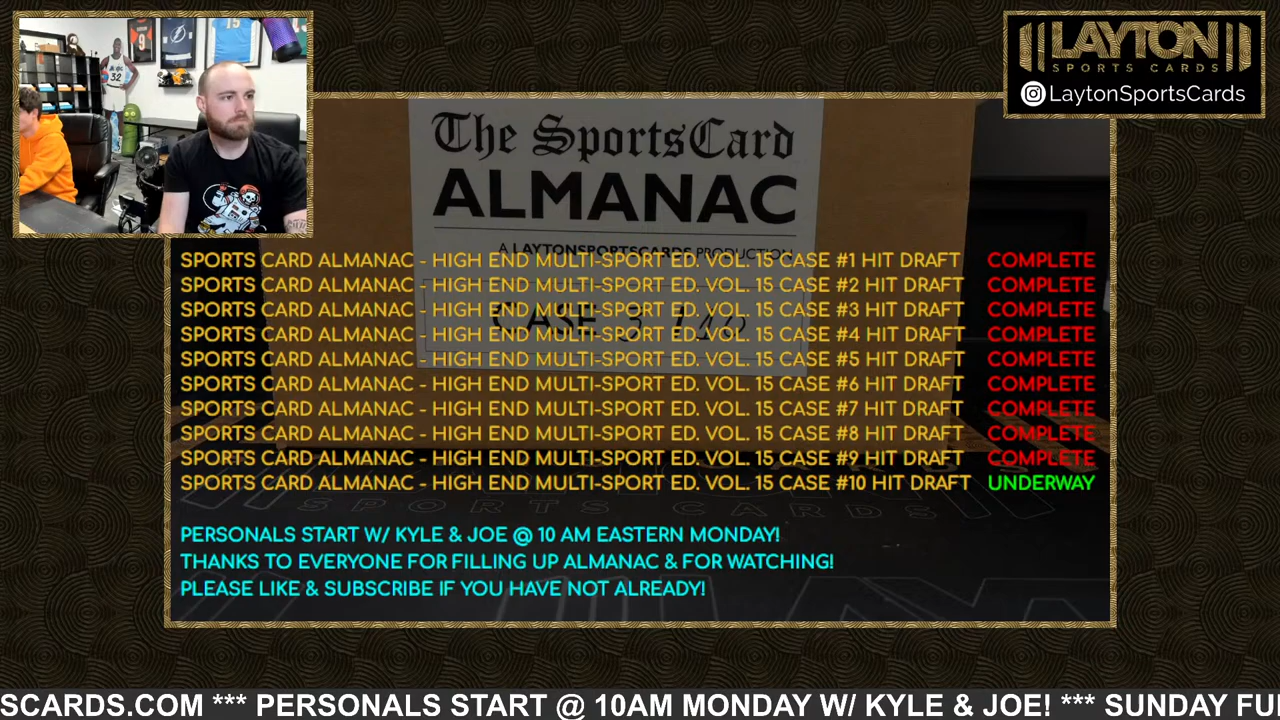 LAYTON
SPORTS CARDS
LaytonSportsCards
15
9
32
The SportsCard
ALMANAC
A LAYTONSPORTSCARDS PRODUCTION
SPORTS CARD ALMANAC - HIGH END MULTI-SPORT ED. VOL. 15 CASE #1 HIT DRAFT COMPLETE
SPORTS CARD ALMANAC - HIGH END MULTI-SPORT ED. VOL. 15 CASE #2 HIT DRAFT COMPLETE
SPORTS CARD ALMANAC - HIGH END MULTI-SPORT ED. VOL. 15 CASE #3 HIT DRAFT COMPLETE
CASE
SPORTS CARD ALMANAC - HIGH END MULTI-SPORT ED. VOL. 15 CASE #4 HIT DRAFT COMPLETE
SPORTS CARD ALMANAC - HIGH END MULTI-SPORT ED. VOL. 15 CASE #5 HIT DRAFT COMPLETE
SPORTS CARD ALMANAC - HIGH END MULTI-SPORT ED. VOL. 15 CASE #6 HIT DRAFT COMPLETE
SPORTS CARD ALMANAC - HIGH END MULTI-SPORT ED. VOL. 15 CASE #7 HIT DRAFT COMPLETE
SPORTS CARD ALMANAC - HIGH END MULTI-SPORT ED. VOL. 15 CASE #8 HIT DRAFT COMPLETE
SPORTS CARD ALMANAC - HIGH END MULTI-SPORT ED. VOL. 15 CASE #9 HIT DRAFT COMPLETE
SPORTS CARD ALMANAC - HIGH END MULTI-SPORT ED. VOL. 15 CASE #10 HIT DRAFT UNDERWAY
SPORTS CARDS
PERSONALS START W/ KYLE & JOE @ 10 AM EASTERN MONDAY!
THANKS TO EVERYONE FOR FILLING UP ALMANAC & FOR WATCHING!
PLEASE LIKE & SUBSCRIBE IF YOU HAVE NOT ALREADY!
SCARDS.COM *** PERSONALS START @ 10AM MONDAY W/ KYLE & JOE! *** SUNDAY FU